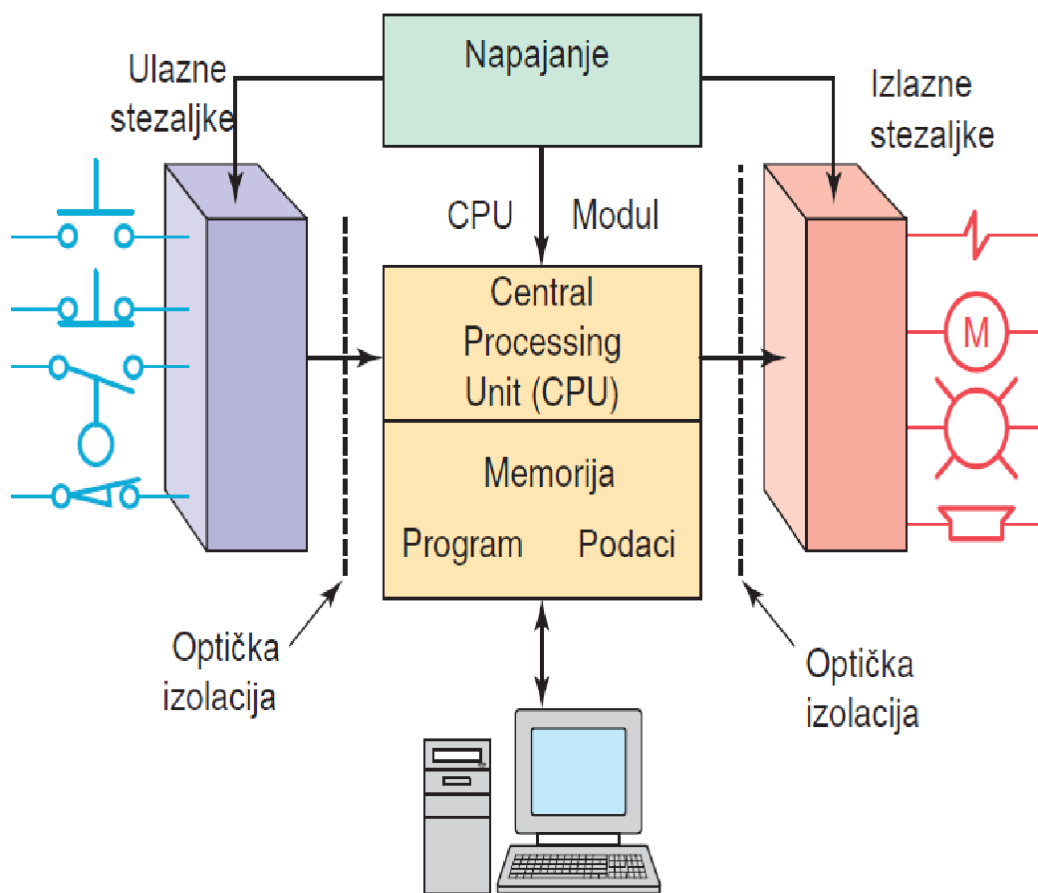 Napajanje
Ulazne
stezaljke
Izlazne
stezaljke
CPU Modul
Central
Processing
Unit (CPU)
M
Memorija
Program Podaci
Optička
izolacija
Optička
izolacija